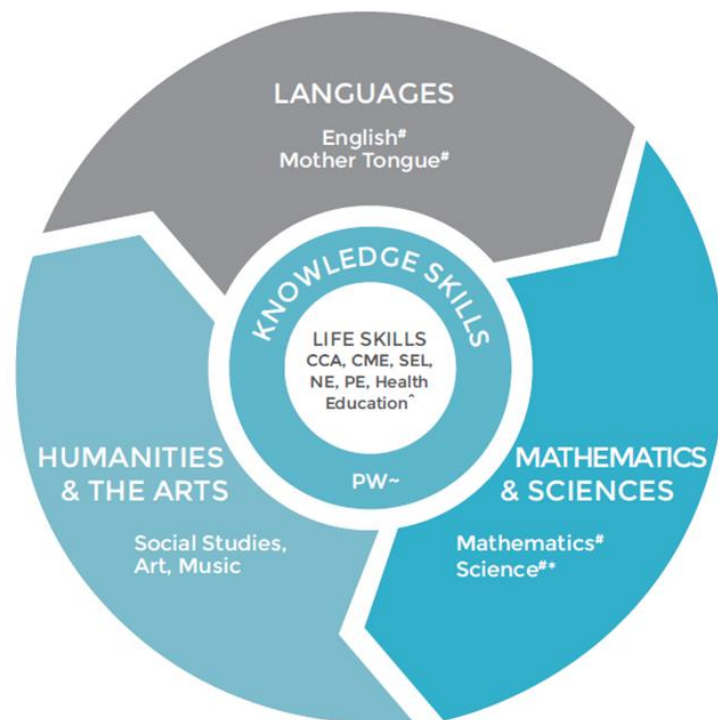 LANGUAGES
English#
Mother Tongue#
KNOWLEDGE SKILLS
LIFE SKILLS
CCA, CME, SEL,
NE, PE, Health
Education^
PW~
HUMANITIES
& THE ARTS
Social Studies,
Art, Music
MATHEMATICS
& SCIENCES
Mathematics#
Science#*